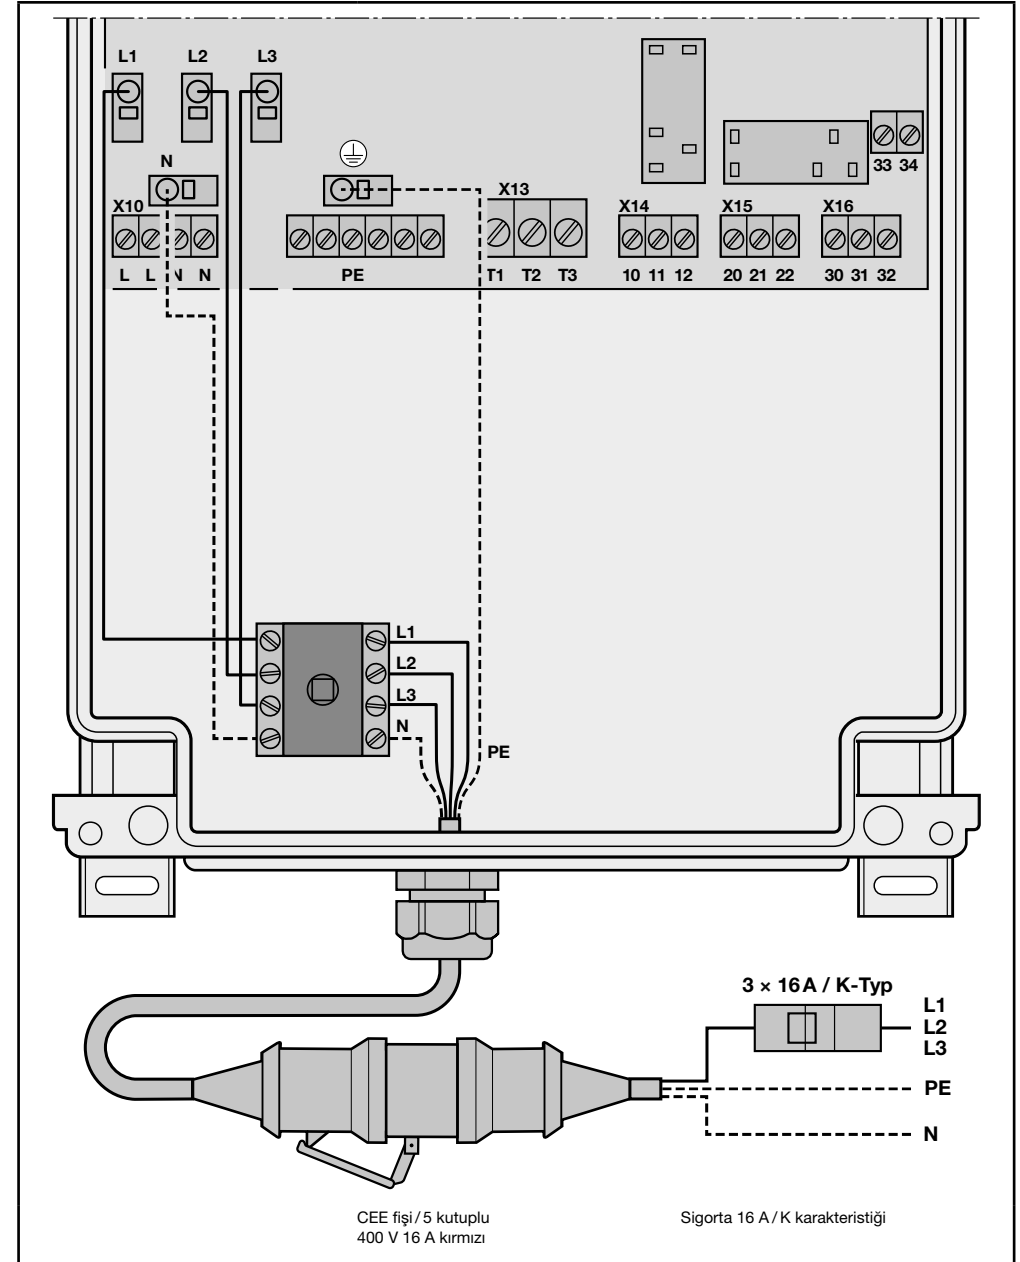 L1 L2 L3
N
X10 X13 X14 X15 X16
33 34
L L N N PE T1 T2 T3 10 11 12 20 21 22 30 31 32
L1
L2
L3
N
PE
3 × 16 A / K-Typ
L1
L2
L3
PE
N
CEE fişi / 5 kutuplu
400 V 16 A kırmızı
Sigorta 16 A / K karakteristiği